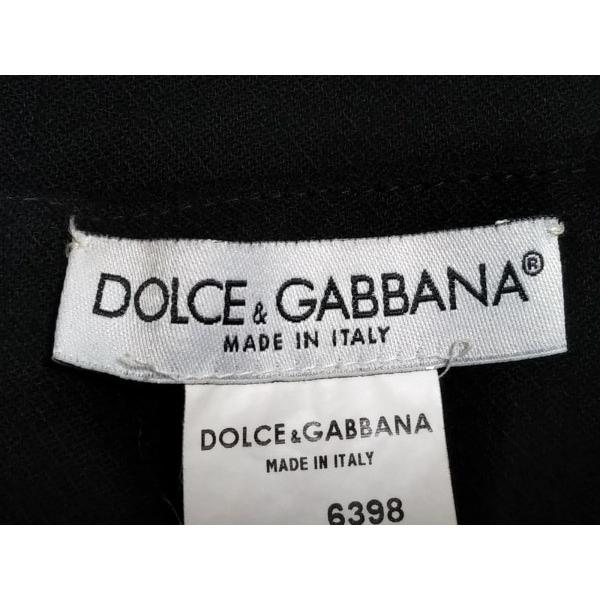 DOLCE & GABBANA®
MADE IN ITALY
DOLCE & GABBANA
MADE IN ITALY
6398